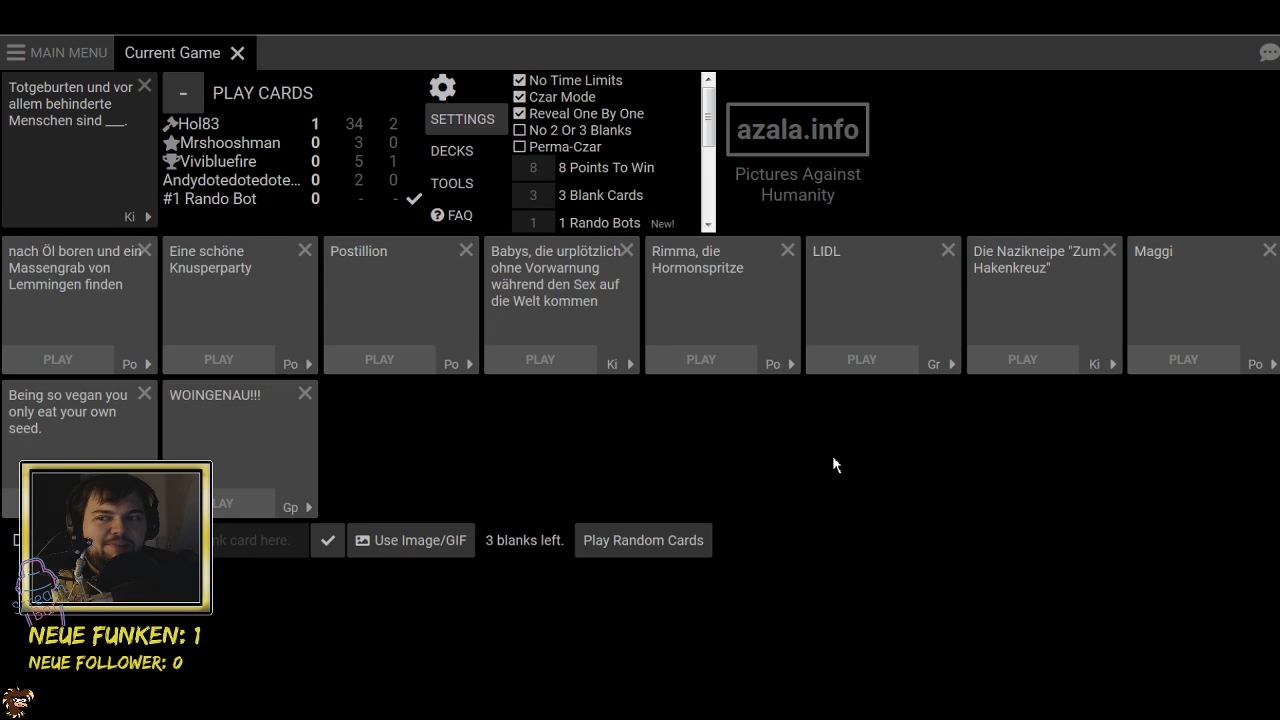 MAIN MENU
Current Game
Totgeburten und vor
allem behinderte
Menschen sind ___.
Ki
-
PLAY CARDS
Hol83 1 34 2
Mrshooshman 0 3 0
Vivibluefire 0 5 1
Andydotedotedote... 0 2 0
#1 Rando Bot 0 - -
SETTINGS
DECKS
TOOLS
FAQ
No Time Limits
Czar Mode
Reveal One By One
No 2 Or 3 Blanks
Perma-Czar
8 8 Points To Win
3 3 Blank Cards
1 1 Rando Bots New!
azala.info
Pictures Against
Humanity
nach Öl boren und ein
Massengrab von
Lemmingen finden
PLAY Po
Eine schöne
Knusperparty
PLAY Po
Postillion
PLAY Po
Babys, die urplötzlich
ohne Vorwarnung
während den Sex auf
die Welt kommen
PLAY Ki
Rimma, die
Hormonspritze
PLAY Po
LIDL
PLAY Gr
Die Nazikneipe "Zum
Hakenkreuz"
PLAY Ki
Maggi
PLAY Po
Being so vegan you
only eat your own
seed.
WOINGENAU!!!
LAY Gp
card here.
Use Image/GIF
3 blanks left.
Play Random Cards
NEUE FUNKEN: 1
NEUE FOLLOWER: 0